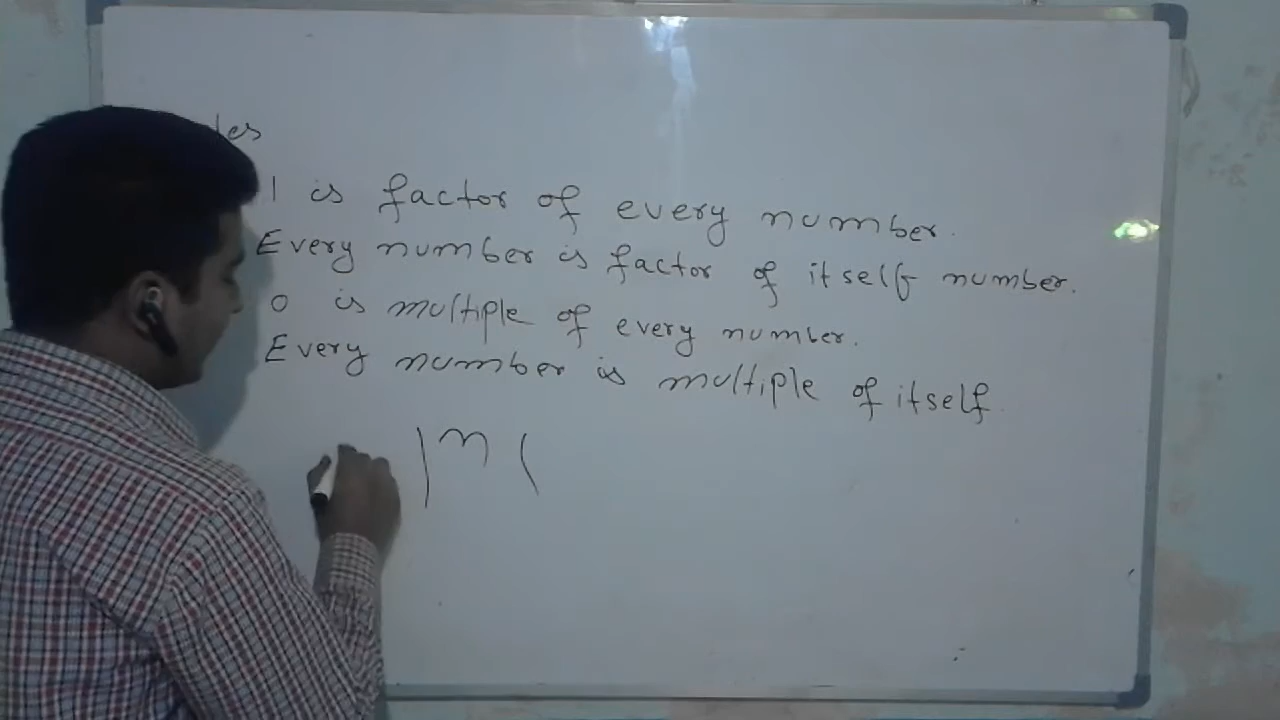 1 is factor of every number.
Every number is factor of itself number.
0 is multiple of every number.
Every number is multiple of itself
) n (